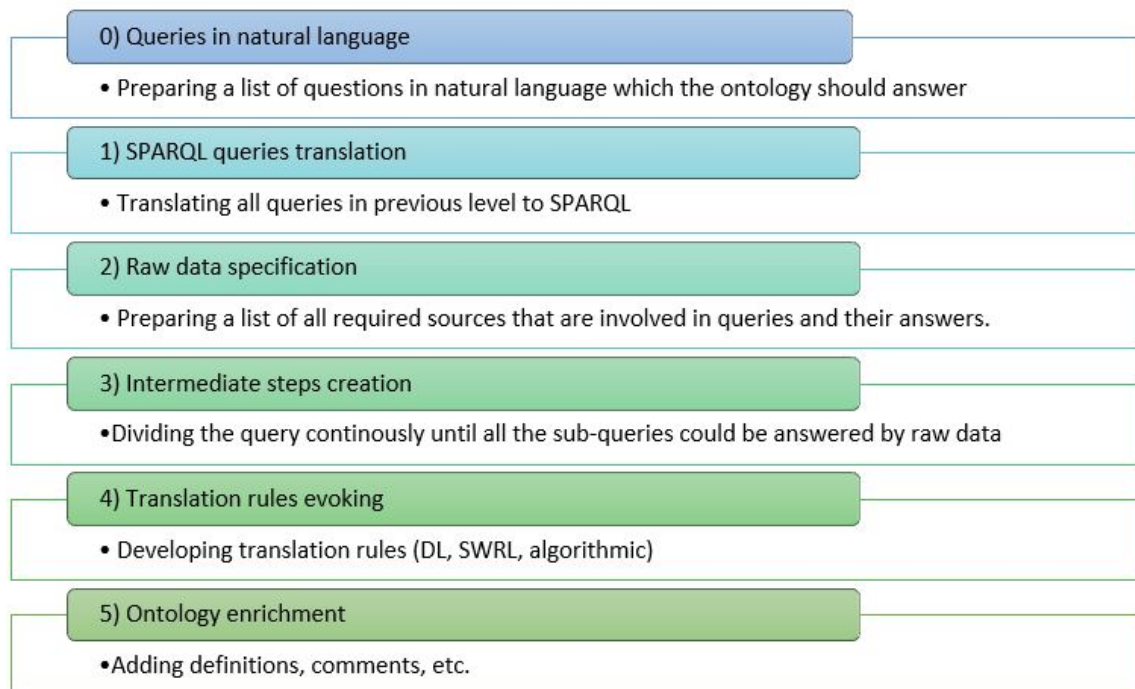 0) Queries in natural language
• Preparing a list of questions in natural language which the ontology should answer
1) SPARQL queries translation
• Translating all queries in previous level to SPARQL
2) Raw data specification
• Preparing a list of all required sources that are involved in queries and their answers.
3) Intermediate steps creation
•Dividing the query continously until all the sub-queries could be answered by raw data
4) Translation rules evoking
• Developing translation rules (DL, SWRL, algorithmic)
5) Ontology enrichment
•Adding definitions, comments, etc.